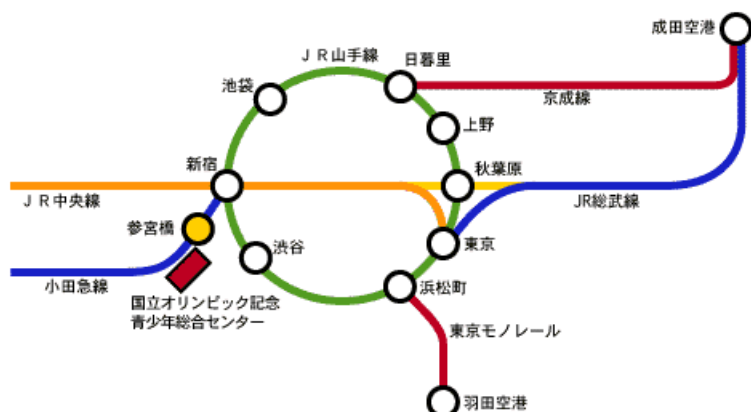 成田空港
ＪＲ山手線
日暮里
池袋
京成線
上野
新宿
秋葉原
ＪＲ中央線
JR総武線
参宮橋
渋谷
東京
小田急線
浜松町
国立オリンピック記念
青少年総合センター
東京モノレール
羽田空港